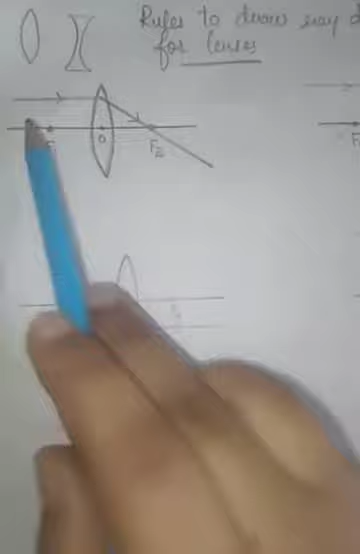 Rules to draw ray d
for lenses
O
F₂
F